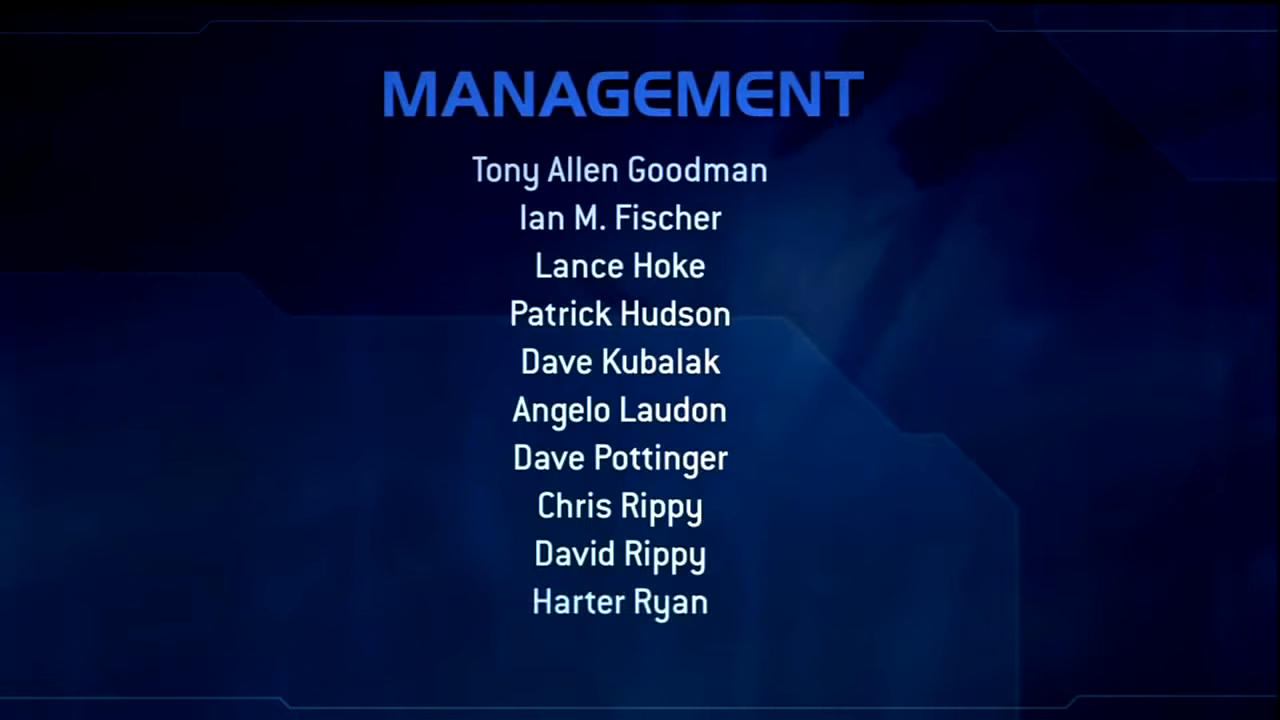 MANAGEMENT
Tony Allen Goodman
Ian M. Fischer
Lance Hoke
Patrick Hudson
Dave Kubalak
Angelo Laudon
Dave Pottinger
Chris Rippy
David Rippy
Harter Ryan